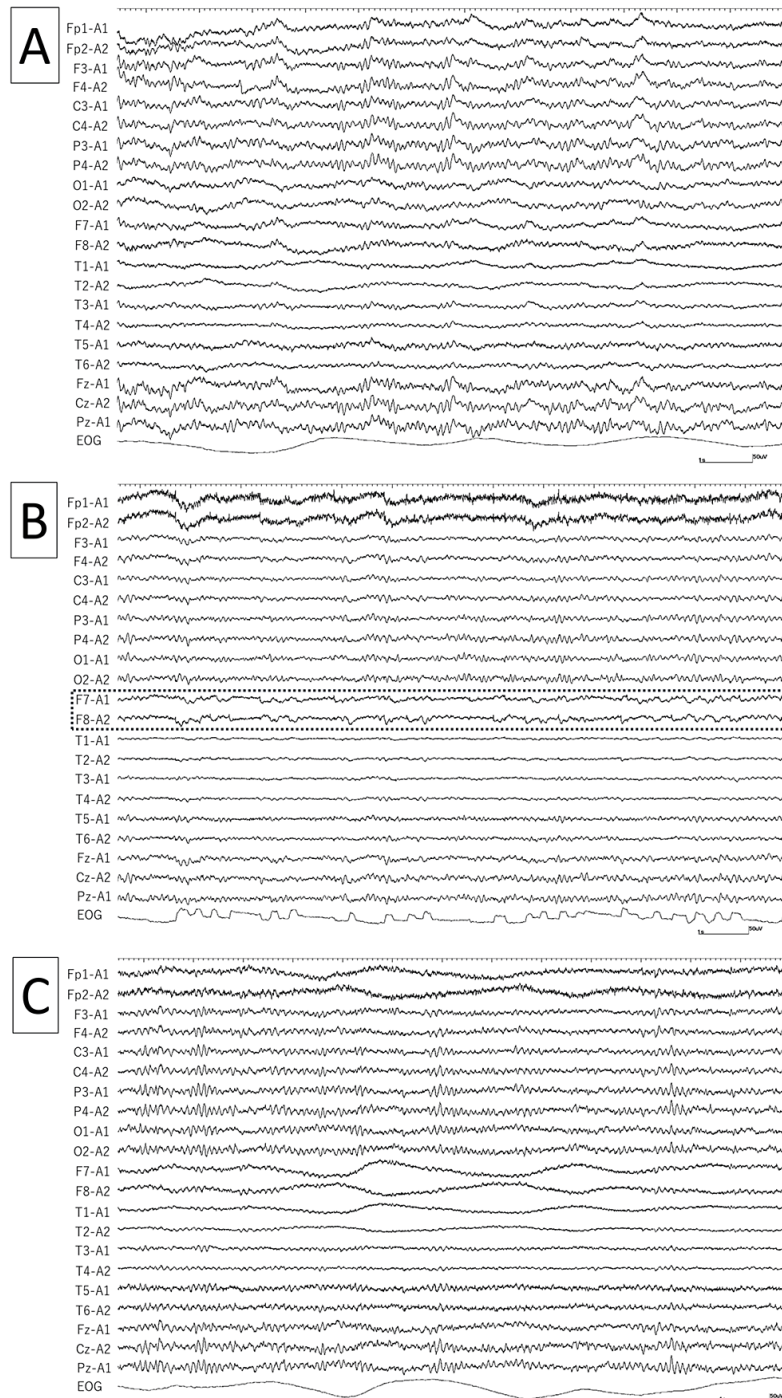 A
Fp1-A1
Fp2-A2
F3-A1
F4-A2
C3-A1
C4-A2
P3-A1
P4-A2
O1-A1
O2-A2
F7-A1
F8-A2
T1-A1
T2-A2
T3-A1
T4-A2
T5-A1
T6-A2
Fz-A1
Cz-A2
Pz-A1
EOG
1s 50uV
B
Fp1-A1
Fp2-A2
F3-A1
F4-A2
C3-A1
C4-A2
P3-A1
P4-A2
O1-A1
O2-A2
F7-A1
F8-A2
T1-A1
T2-A2
T3-A1
T4-A2
T5-A1
T6-A2
Fz-A1
Cz-A2
Pz-A1
EOG
1s 50uV
C
Fp1-A1
Fp2-A2
F3-A1
F4-A2
C3-A1
C4-A2
P3-A1
P4-A2
O1-A1
O2-A2
F7-A1
F8-A2
T1-A1
T2-A2
T3-A1
T4-A2
T5-A1
T6-A2
Fz-A1
Cz-A2
Pz-A1
EOG